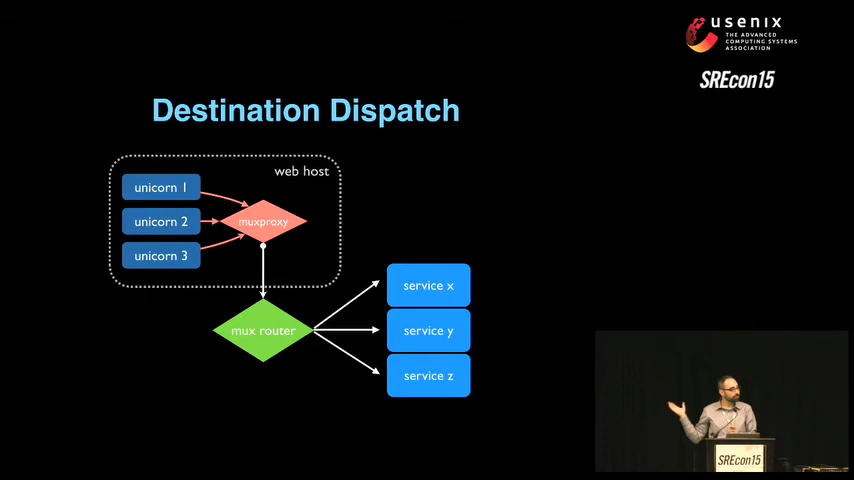 usenix
THE ADVANCED
COMPUTING SYSTEMS
ASSOCIATION
SREcon15
Destination Dispatch
web host
unicorn 1
unicorn 2
unicorn 3
muxproxy
mux router
service x
service y
service z
SREcon15